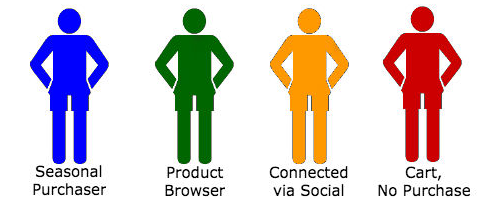 Seasonal
Purchaser
Product
Browser
Connected
via Social
Cart,
No Purchase